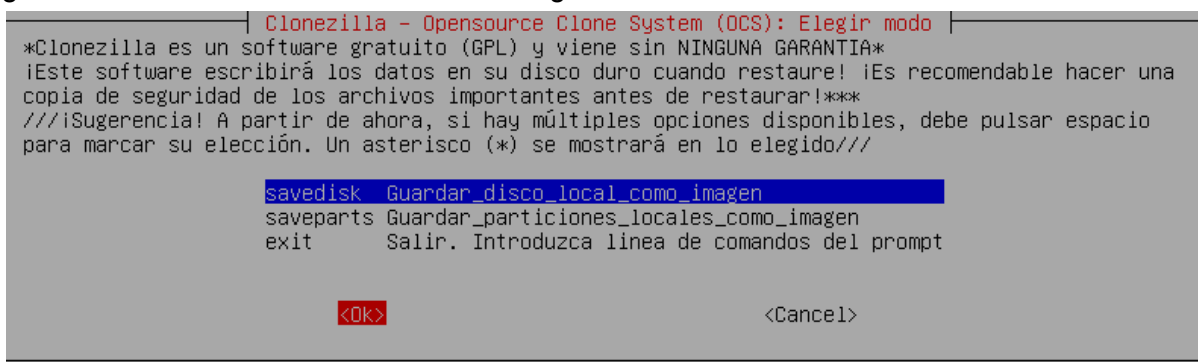 Clonezilla – Opensource Clone System (OCS): Elegir modo
*Clonezilla es un software gratuito (GPL) y viene sin NINGUNA GARANTIA*
¡Este software escribirá los datos en su disco duro cuando restaure! ¡Es recomendable hacer una
copia de seguridad de los archivos importantes antes de restaurar!***
///¡Sugerencia! A partir de ahora, si hay múltiples opciones disponibles, debe pulsar espacio
para marcar su elección. Un asterisco (*) se mostrará en lo elegido///
savedisk Guardar_disco_local_como_imagen
saveparts Guardar_particiones_locales_como_imagen
exit Salir. Introduzca linea de comandos del prompt
<Ok> <Cancel>